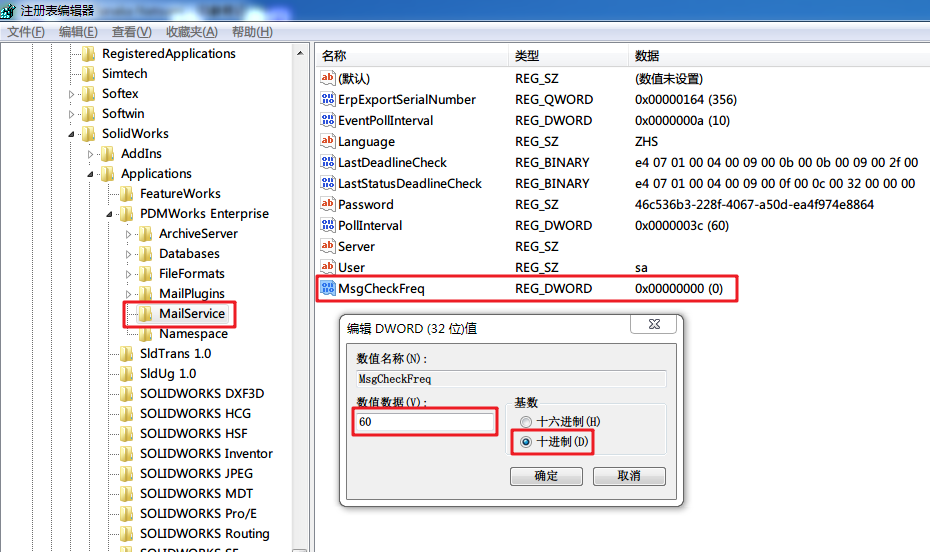 注册表编辑器
文件(F) 编辑(E) 查看(V) 收藏夹(A) 帮助(H)
RegisteredApplications
Simtech
Softex
Softwin
SolidWorks
AddIns
Applications
FeatureWorks
PDMWorks Enterprise
ArchiveServer
Databases
FileFormats
MailPlugins
MailService
Namespace
SldTrans 1.0
SldUg 1.0
SOLIDWORKS DXF3D
SOLIDWORKS HCG
SOLIDWORKS HSF
SOLIDWORKS Inventor
SOLIDWORKS JPEG
SOLIDWORKS MDT
SOLIDWORKS Pro/E
SOLIDWORKS Routing
名称 类型 数据
(默认) REG_SZ (数值未设置)
ErpExportSerialNumber REG_QWORD 0x00000164 (356)
EventPollInterval REG_DWORD 0x0000000a (10)
Language REG_SZ ZHS
LastDeadlineCheck REG_BINARY e4 07 01 00 04 00 09 00 0b 00 0b 00 09 00 2f 00
LastStatusDeadlineCheck REG_BINARY e4 07 01 00 04 00 09 00 0f 00 0c 00 32 00 00 00
Password REG_SZ 46c536b3-228f-4067-a50d-ea4f974e8864
PollInterval REG_DWORD 0x0000003c (60)
Server REG_SZ
User REG_SZ sa
MsgCheckFreq REG_DWORD 0x00000000 (0)
编辑 DWORD (32 位)值
数值名称(N):
MsgCheckFreq
数值数据(V):
60
基数
十六进制(H)
十进制(D)
确定 取消